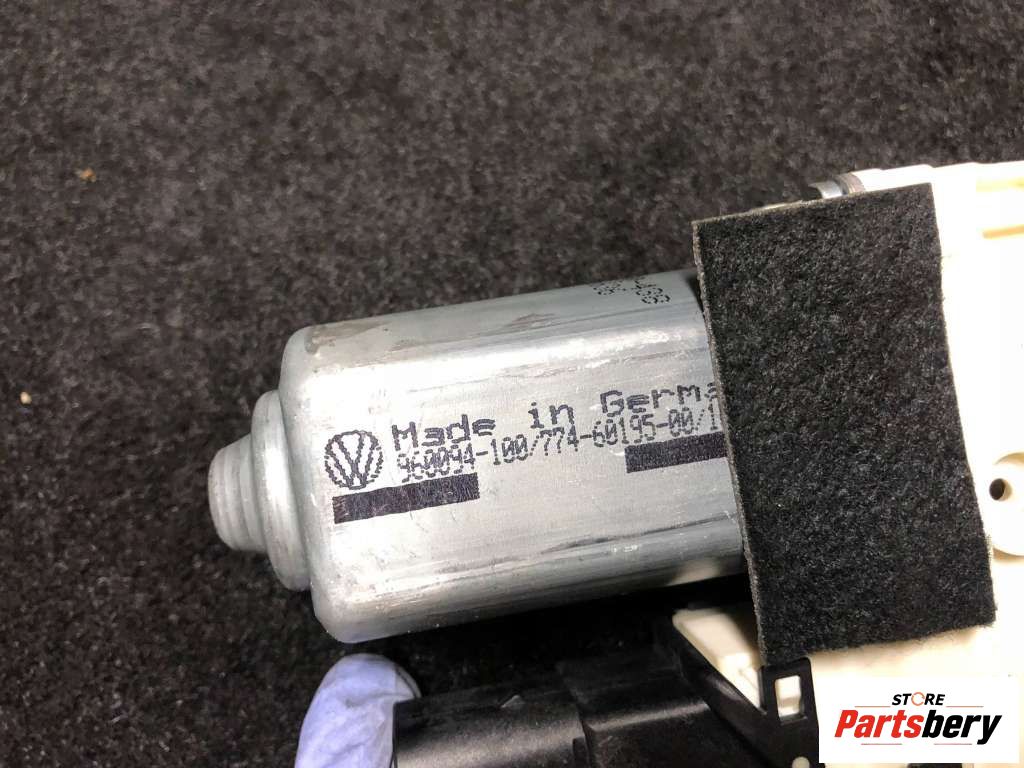 Made in Germa
960094-100/774-60195-00/1
STORE
Partsbery